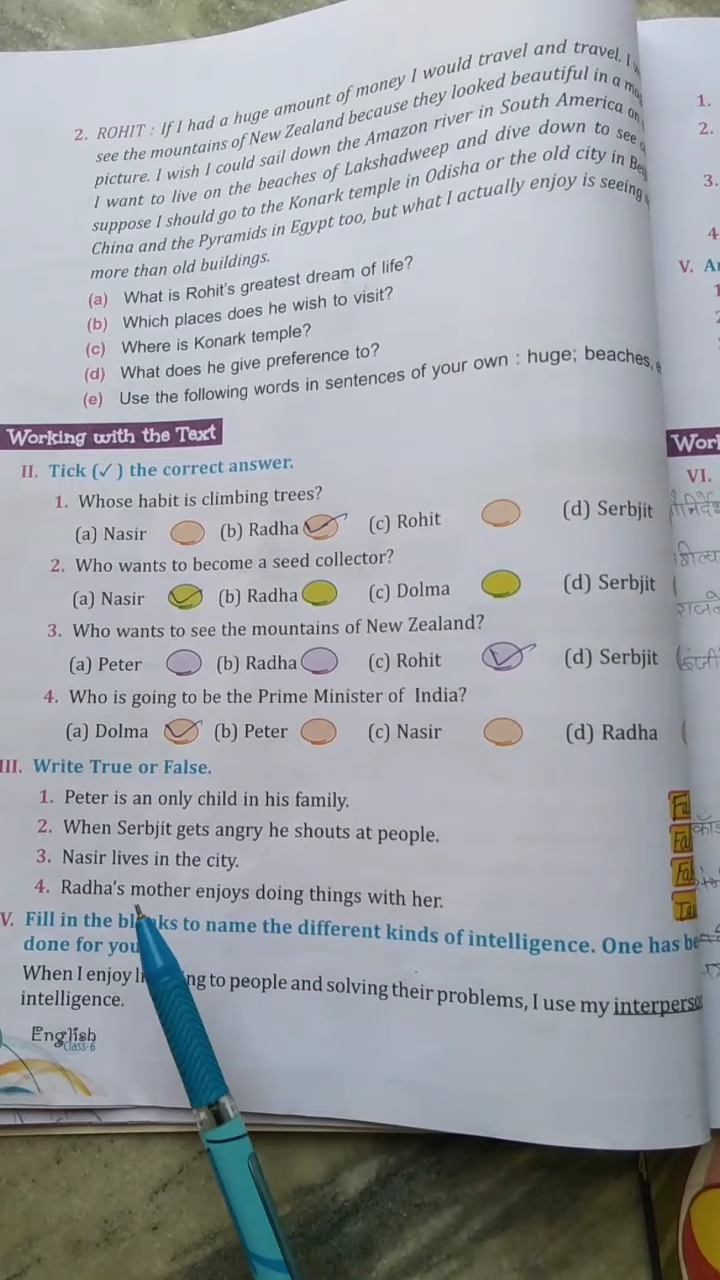 2. ROHIT : If I had a huge amount of money I would travel and travel. I
see the mountains of New Zealand because they looked beautiful in a
picture. I wish I could sail down the Amazon river in South America on
I want to live on the beaches of Lakshadweep and dive down to see
suppose I should go to the Konark temple in Odisha or the old city in
China and the Pyramids in Egypt too, but what I actually enjoy is seeing
more than old buildings.
(a) What is Rohit's greatest dream of life?
(b) Which places does he wish to visit?
(c) Where is Konark temple?
(d) What does he give preference to?
(e) Use the following words in sentences of your own : huge; beaches,
Working with the Text
II. Tick (✓) the correct answer.
1. Whose habit is climbing trees?
(a) Nasir (b) Radha (c) Rohit (d) Serbjit
2. Who wants to become a seed collector?
(a) Nasir (b) Radha (c) Dolma (d) Serbjit
3. Who wants to see the mountains of New Zealand?
(a) Peter (b) Radha (c) Rohit (d) Serbjit
4. Who is going to be the Prime Minister of India?
(a) Dolma (b) Peter (c) Nasir (d) Radha
III. Write True or False.
1. Peter is an only child in his family.
2. When Serbjit gets angry he shouts at people.
3. Nasir lives in the city.
4. Radha's mother enjoys doing things with her.
V. Fill in the to name the different kinds of intelligence. One has
done for you
When I enjoy to people and solving their problems, I use my
intelligence.
English
Class-6
1.
2.
3.
4
V.
VI.